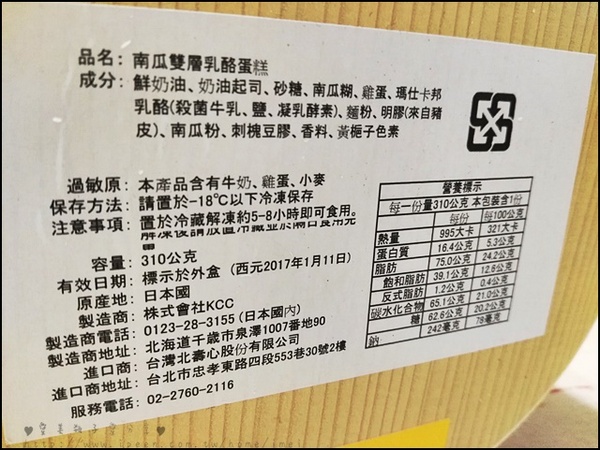 品名: 南瓜雙層乳酪蛋糕
成分: 鮮奶油、奶油起司、砂糖、南瓜糊、雞蛋、瑪仕卡邦
乳酪(殺菌牛乳、鹽、凝乳酵素)、麵粉、明膠(來自豬
皮)、南瓜粉、刺槐豆膠、香料、黃梔子色素
過敏原: 本產品含有牛奶、雞蛋、小麥
保存方法: 請置於-18℃以下冷凍保存
注意事項: 置於冷藏解凍約5-8小時即可食用。
容量: 310公克
有效日期: 標示於外盒 (西元2017年1月11日)
原產地: 日本國
製造商: 株式會社KCC
製造商電話: 0123-28-3155 (日本國內)
製造商地址: 北海道千歲市泉澤1007番地90
進口商: 台灣北壽心股份有限公司
進口商地址: 台北市忠孝東路四段553巷30號2樓
服務電話: 02-2760-2116
營養標示
每一份量310公克 本包裝含1份
每份 每100公克
熱量 995大卡 321大卡
蛋白質 16.4公克 5.3公克
脂肪 75.0公克 24.2公克
飽和脂肪 39.1公克 12.6公克
反式脂肪 1.2公克 0.4公克
碳水化合物 65.1公克 21.0公克
糖 62.6公克 20.2公克
鈉 242毫克 78毫克